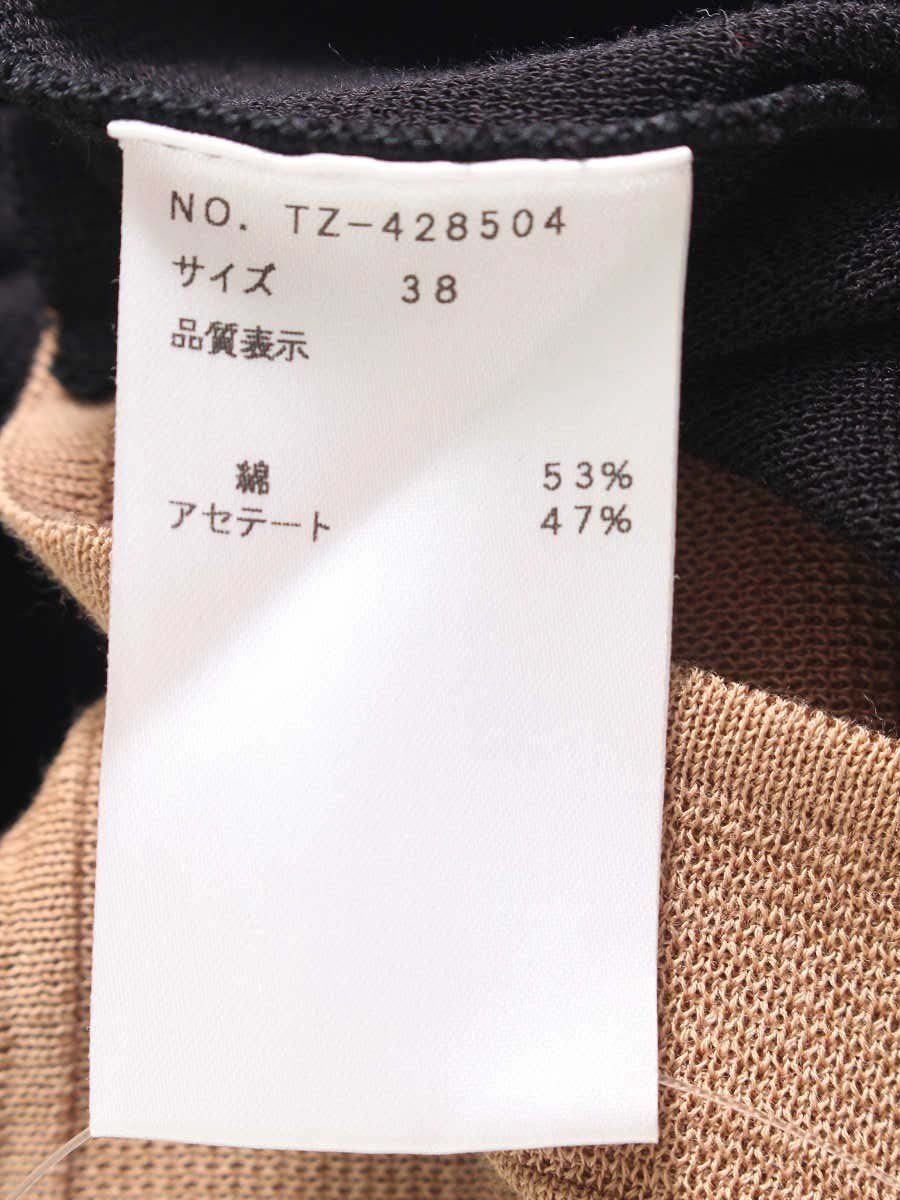 NO. TZ-428504
サイズ 38
品質表示
綿 53%
アセテート 47%